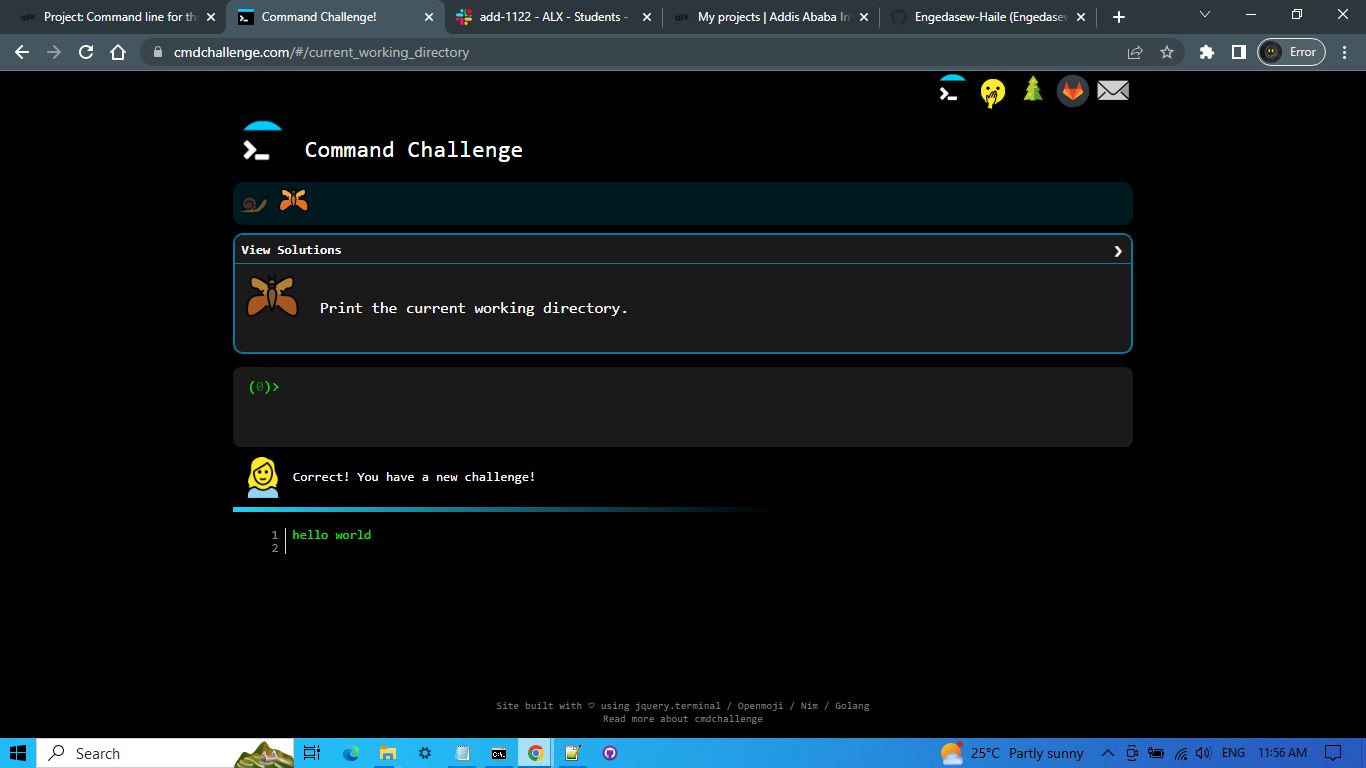 Project: Command line for th
Command Challenge!
add-1122 - ALX - Students -
My projects | Addis Ababa In
Engedasew-Haile (Engedasew
cmdchallenge.com/#/current_working_directory
Error
Command Challenge
View Solutions
Print the current working directory.
(0)>
Correct! You have a new challenge!
1 hello world
2
Site built with ♡ using jquery.terminal / Openmoji / Nim / Golang
Read more about cmdchallenge
Search
25°C Partly sunny
ENG
11:56 AM